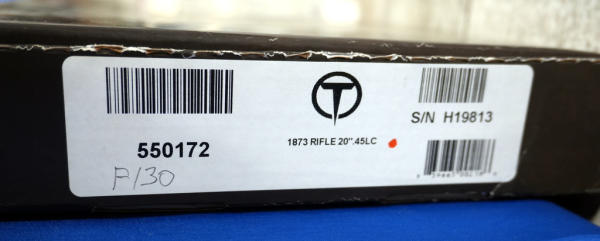 550172
P/30
1873 RIFLE 20".45LC
S/N H19813